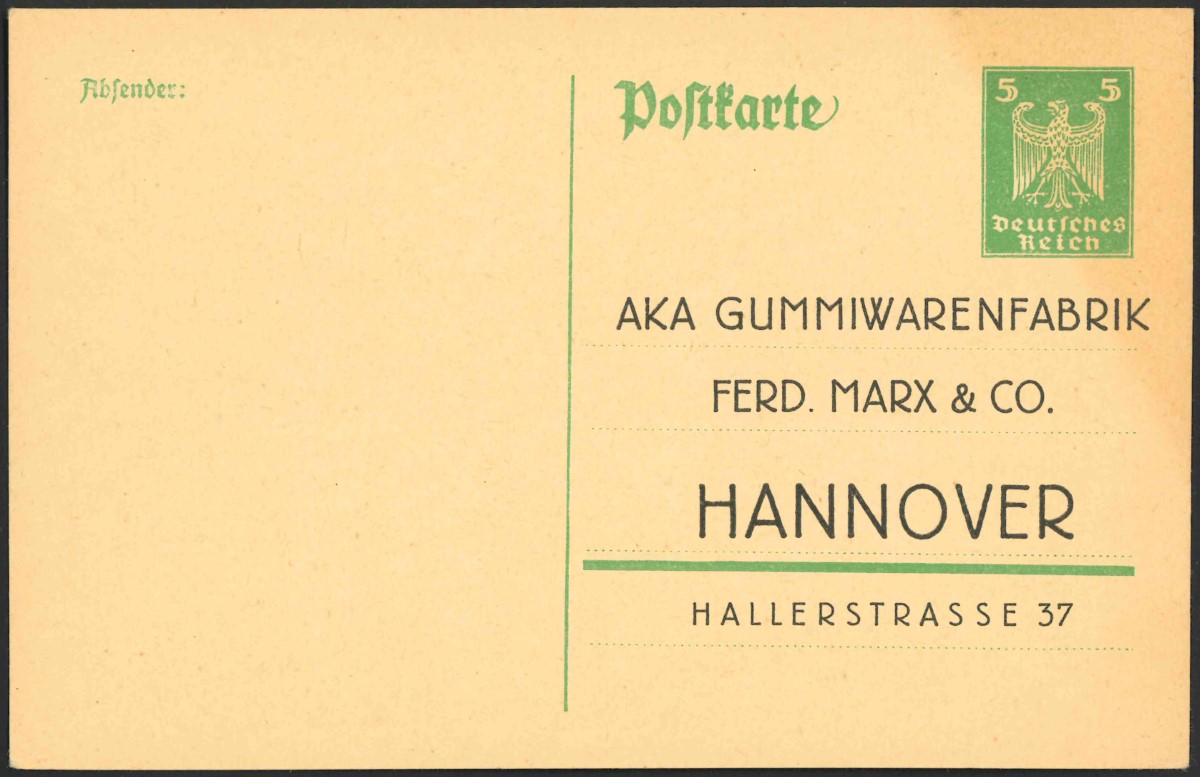 Abſender:
Poſtkarte
5 5
Deutſches
Reich
AKA GUMMIWARENFABRIK
FERD. MARX & CO.
HANNOVER
HALLERSTRASSE 37